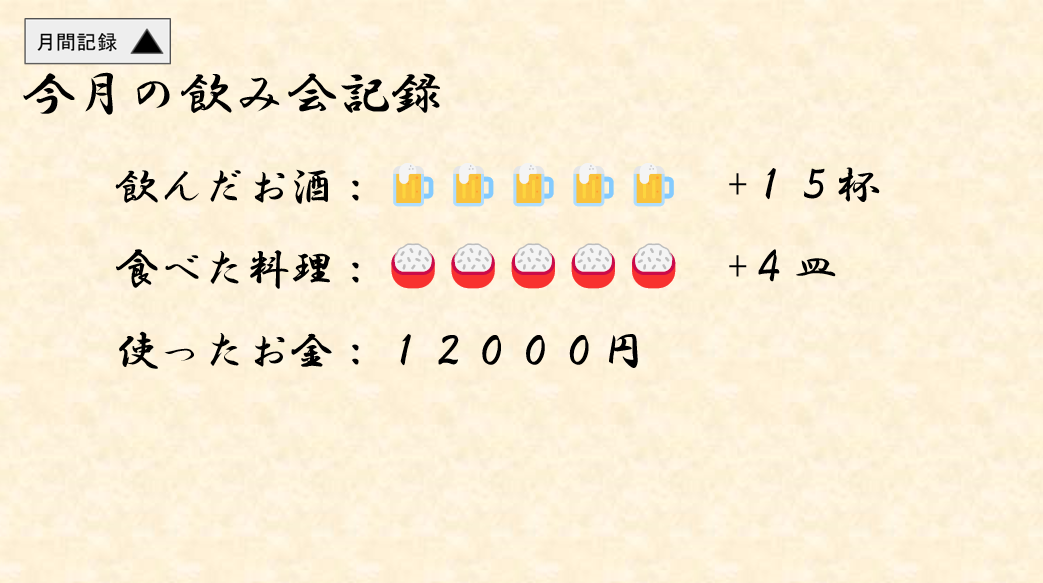 月間記録 ▲
今月の飲み会記録
飲んだお酒： +１５杯
食べた料理： +４皿
使ったお金：１２０００円